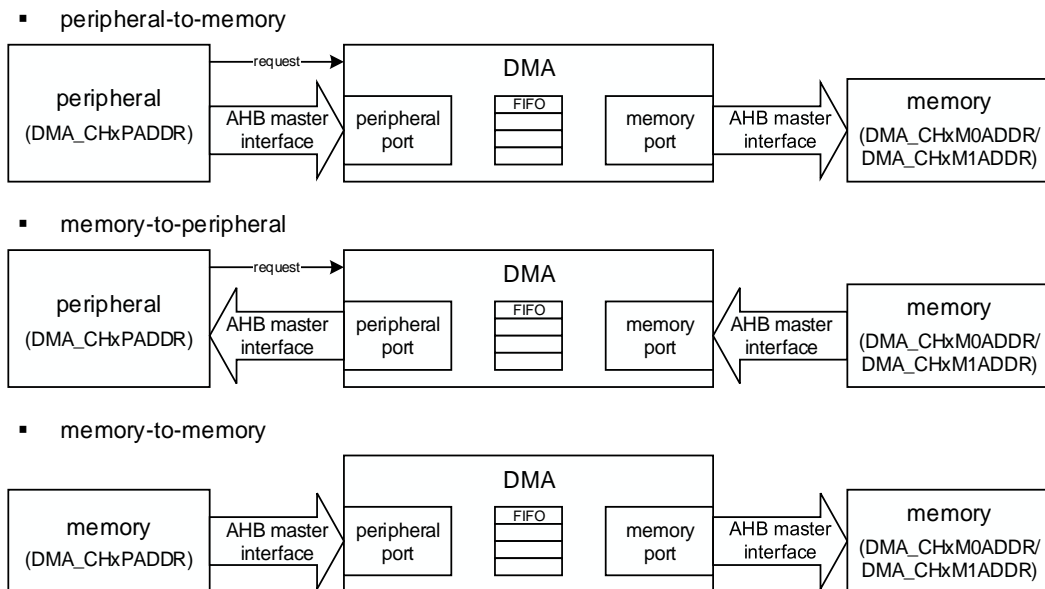 ▪ peripheral-to-memory
request
DMA
peripheral
(DMA_CHxPADDR)
AHB master
interface
peripheral
port
FIFO
memory
port
AHB master
interface
memory
(DMA_CHxM0ADDR/
DMA_CHxM1ADDR)
▪ memory-to-peripheral
request
DMA
peripheral
(DMA_CHxPADDR)
AHB master
interface
peripheral
port
FIFO
memory
port
AHB master
interface
memory
(DMA_CHxM0ADDR/
DMA_CHxM1ADDR)
▪ memory-to-memory
DMA
memory
(DMA_CHxPADDR)
AHB master
interface
peripheral
port
FIFO
memory
port
AHB master
interface
memory
(DMA_CHxM0ADDR/
DMA_CHxM1ADDR)